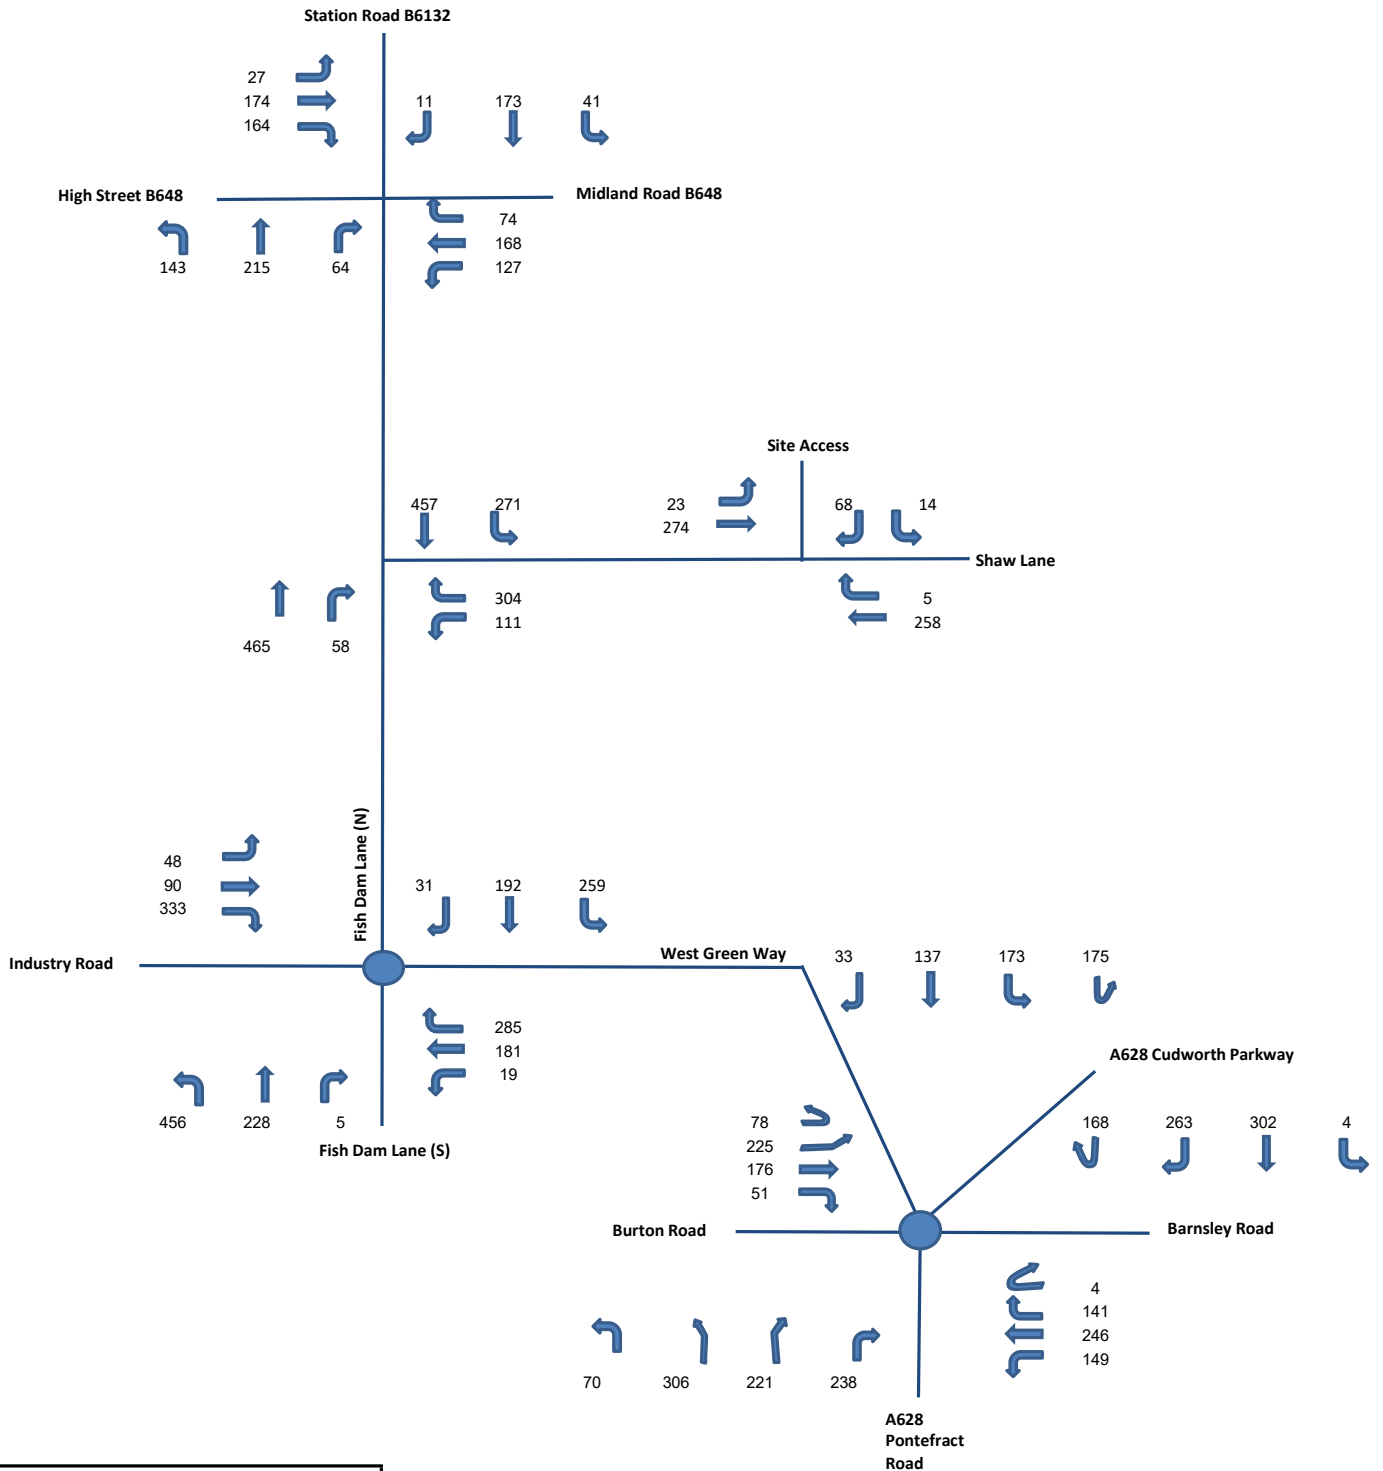 Station Road B6132
27
174
164
11 173 41
High Street B648
Midland Road B648
74
168
127
143 215 64
Site Access
457 271
23
274
68 14
Shaw Lane
304
111
5
258
465 58
Fish Dam Lane (N)
48
90
333
31 192 259
Industry Road
West Green Way
33 137 173 175
285
181
19
456 228 5
Fish Dam Lane (S)
A628 Cudworth Parkway
168 263 302 4
78
225
176
51
Burton Road
Barnsley Road
4
141
246
149
70 306 221 238
A628
Pontefract
Road